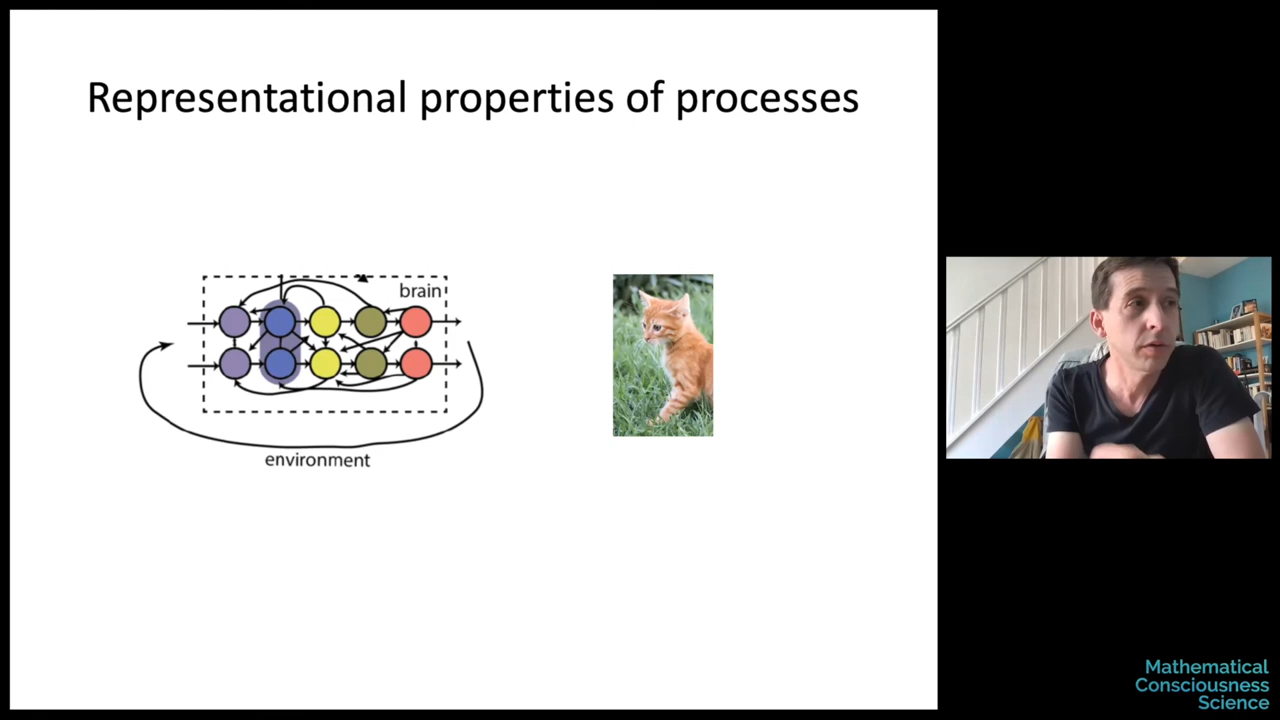 Representational properties of processes
brain
environment
Mathematical
Consciousness
Science